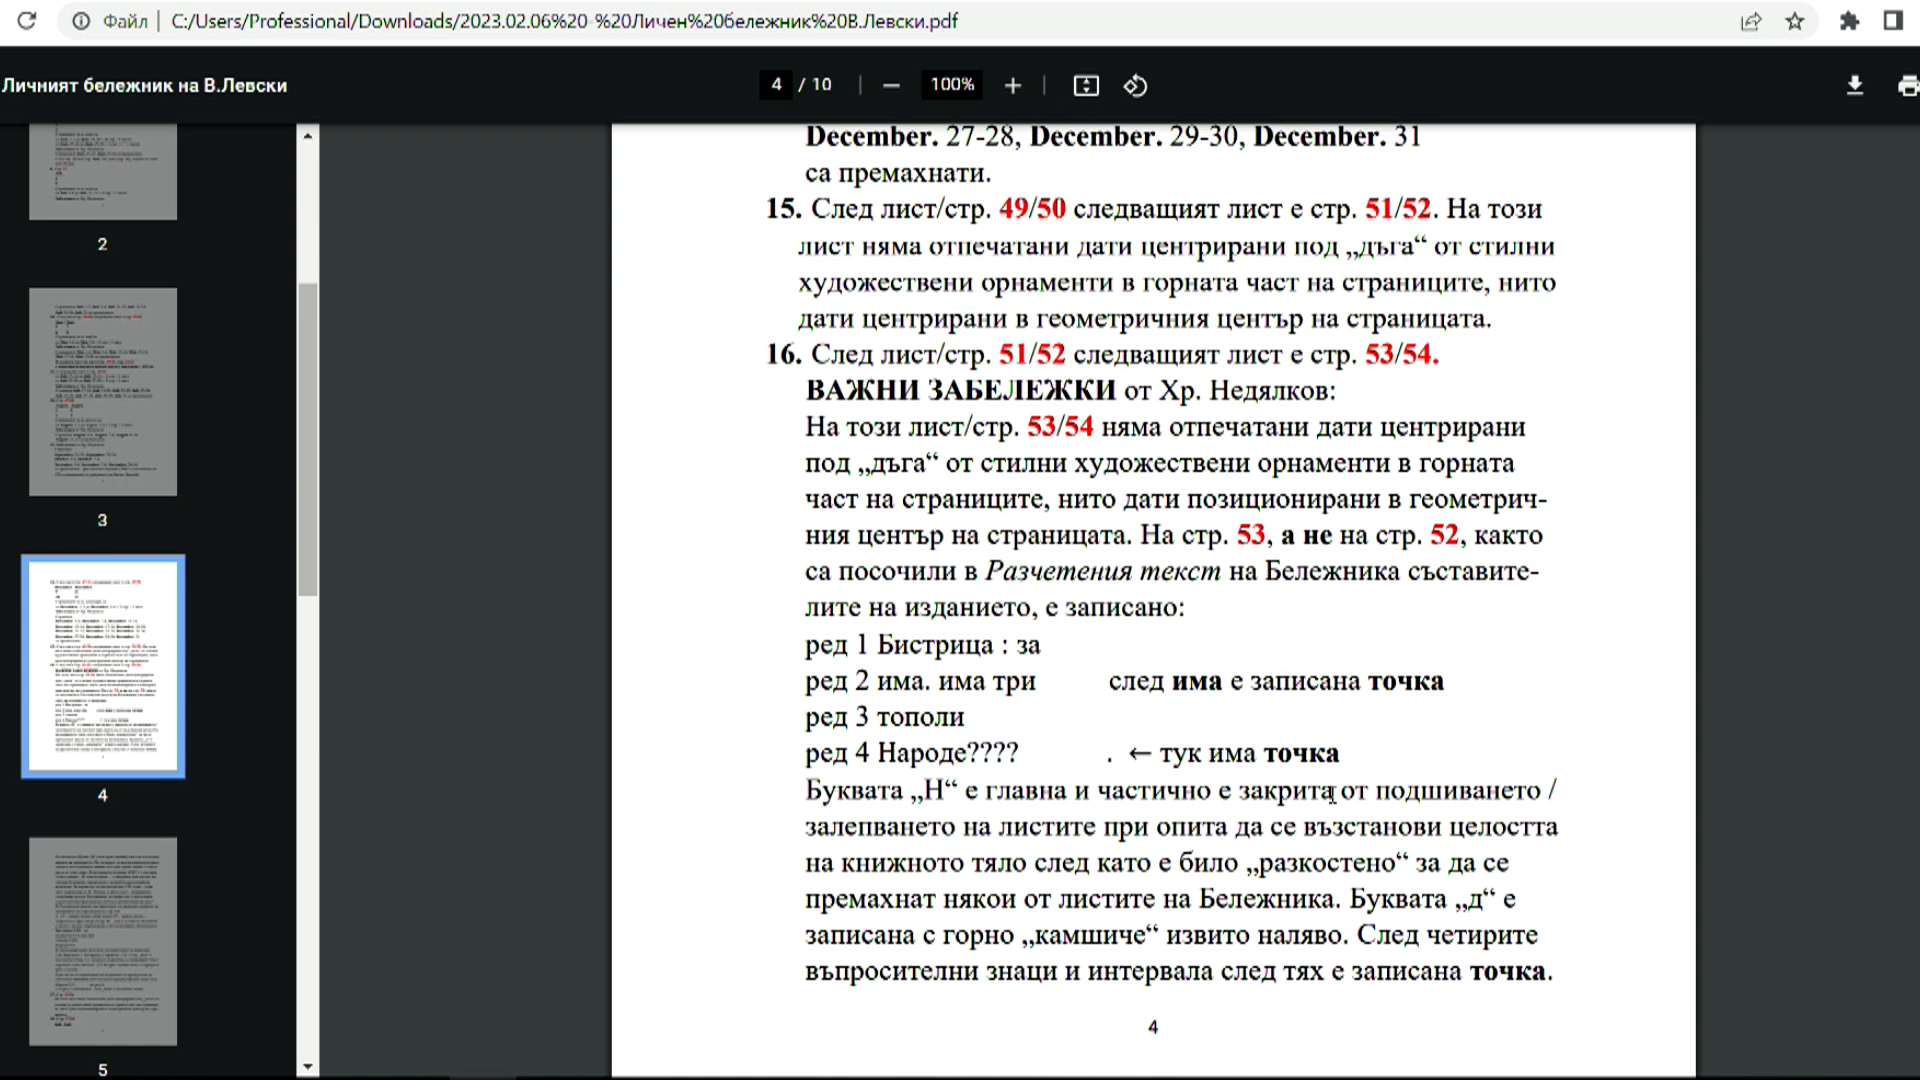 Файл
C:/Users/Professional/Downloads/2023.02.06%20-%20Личен%20бележник%20В.Левски.pdf
Личният бележник на В.Левски
4 / 10
100%
2
3
4
5
December. 27-28, December. 29-30, December. 31
са премахнати.
15. След лист/стр. 49/50 следващият лист е стр. 51/52. На този
лист няма отпечатани дати центрирани под „дъга“ от стилни
художествени орнаменти в горната част на страниците, нито
дати центрирани в геометричния център на страницата.
16. След лист/стр. 51/52 следващият лист е стр. 53/54.
ВАЖНИ ЗАБЕЛЕЖКИ от Хр. Недялков:
На този лист/стр. 53/54 няма отпечатани дати центрирани
под „дъга“ от стилни художествени орнаменти в горната
част на страниците, нито дати позиционирани в геометрич-
ния център на страницата. На стр. 53, а не на стр. 52, както
са посочили в Разчетения текст на Бележника съставите-
лите на изданието, е записано:
ред 1 Бистрица : за
ред 2 има. има три след има е записана точка
ред 3 тополи
ред 4 Народе???? . ← тук има точка
Буквата „Н“ е главна и частично е закрита от подшиването /
залепването на листите при опита да се възстанови целостта
на книжното тяло след като е било „разкостено“ за да се
премахнат някои от листите на Бележника. Буквата „д“ е
записана с горно „камшиче“ извито наляво. След четирите
въпросителни знаци и интервала след тях е записана точка.
4